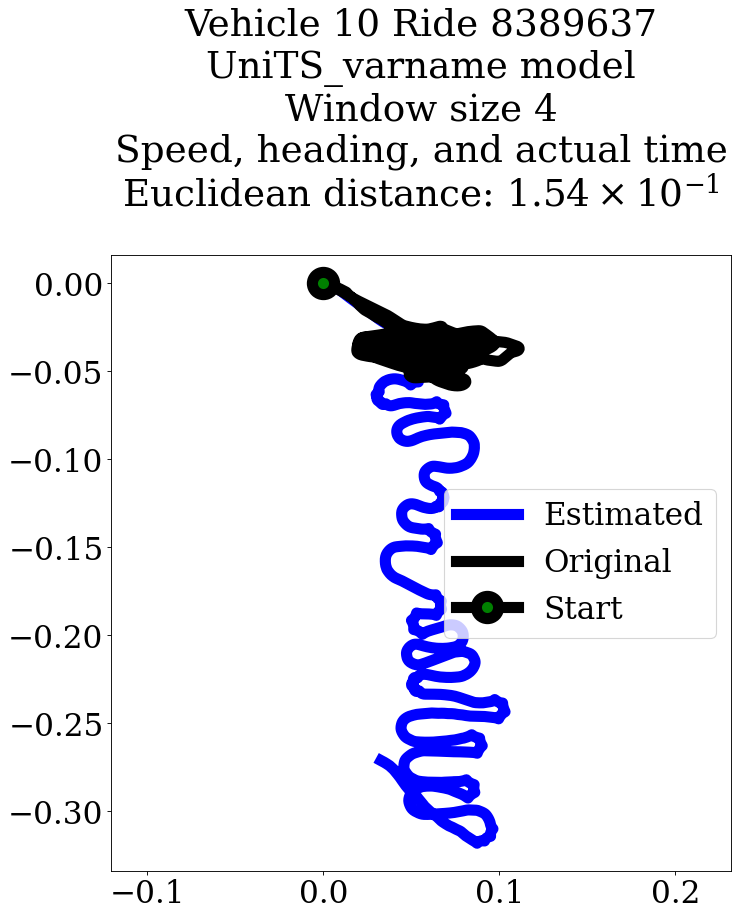 Vehicle 10 Ride 8389637
UniTS_varname model
Window size 4
Speed, heading, and actual time
Euclidean distance: 1.54 × 10⁻¹
0.00
−0.05
−0.10
−0.15
−0.20
−0.25
−0.30
Estimated
Original
Start
−0.1 0.0 0.1 0.2